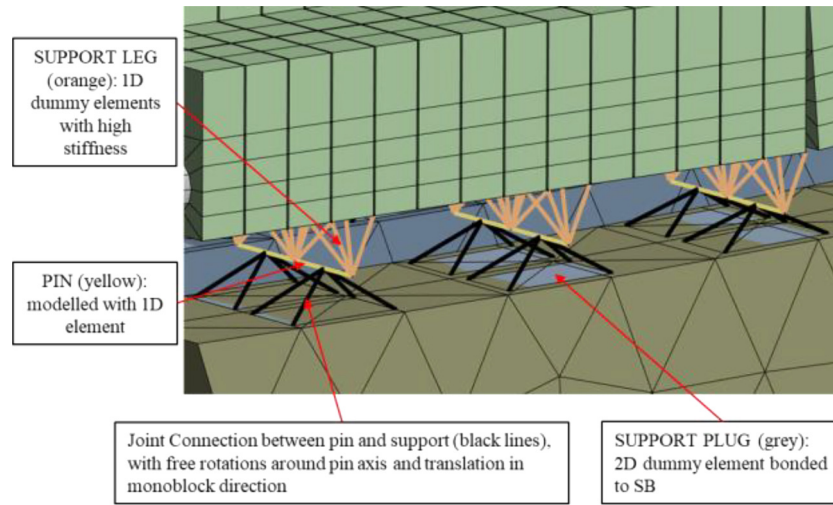 SUPPORT LEG
(orange): 1D
dummy elements
with high
stiffness
PIN (yellow):
modelled with 1D
element
Joint Connection between pin and support (black lines),
with free rotations around pin axis and translation in
monoblock direction
SUPPORT PLUG (grey):
2D dummy element bonded
to SB